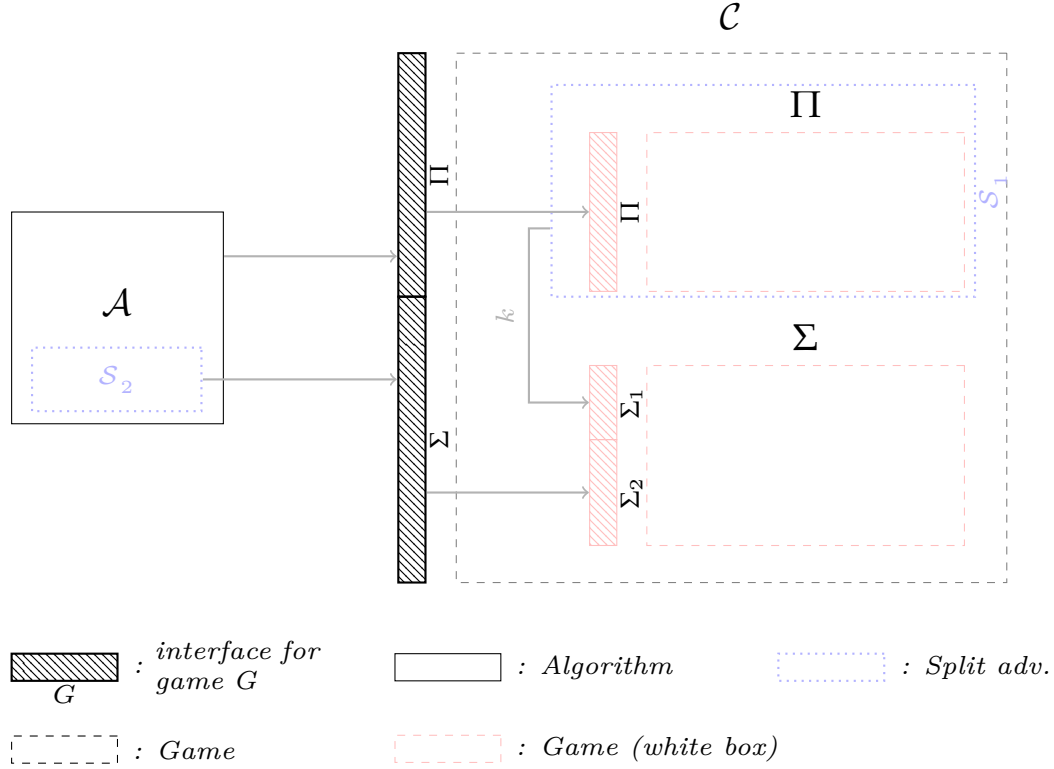 𝒞
Π
Π
Π
𝒮₁
𝒜
k
Σ
𝒮₂
Σ₁
Σ
Σ₂
: interface for
game G
G
: Algorithm
: Split adv.
: Game
: Game (white box)